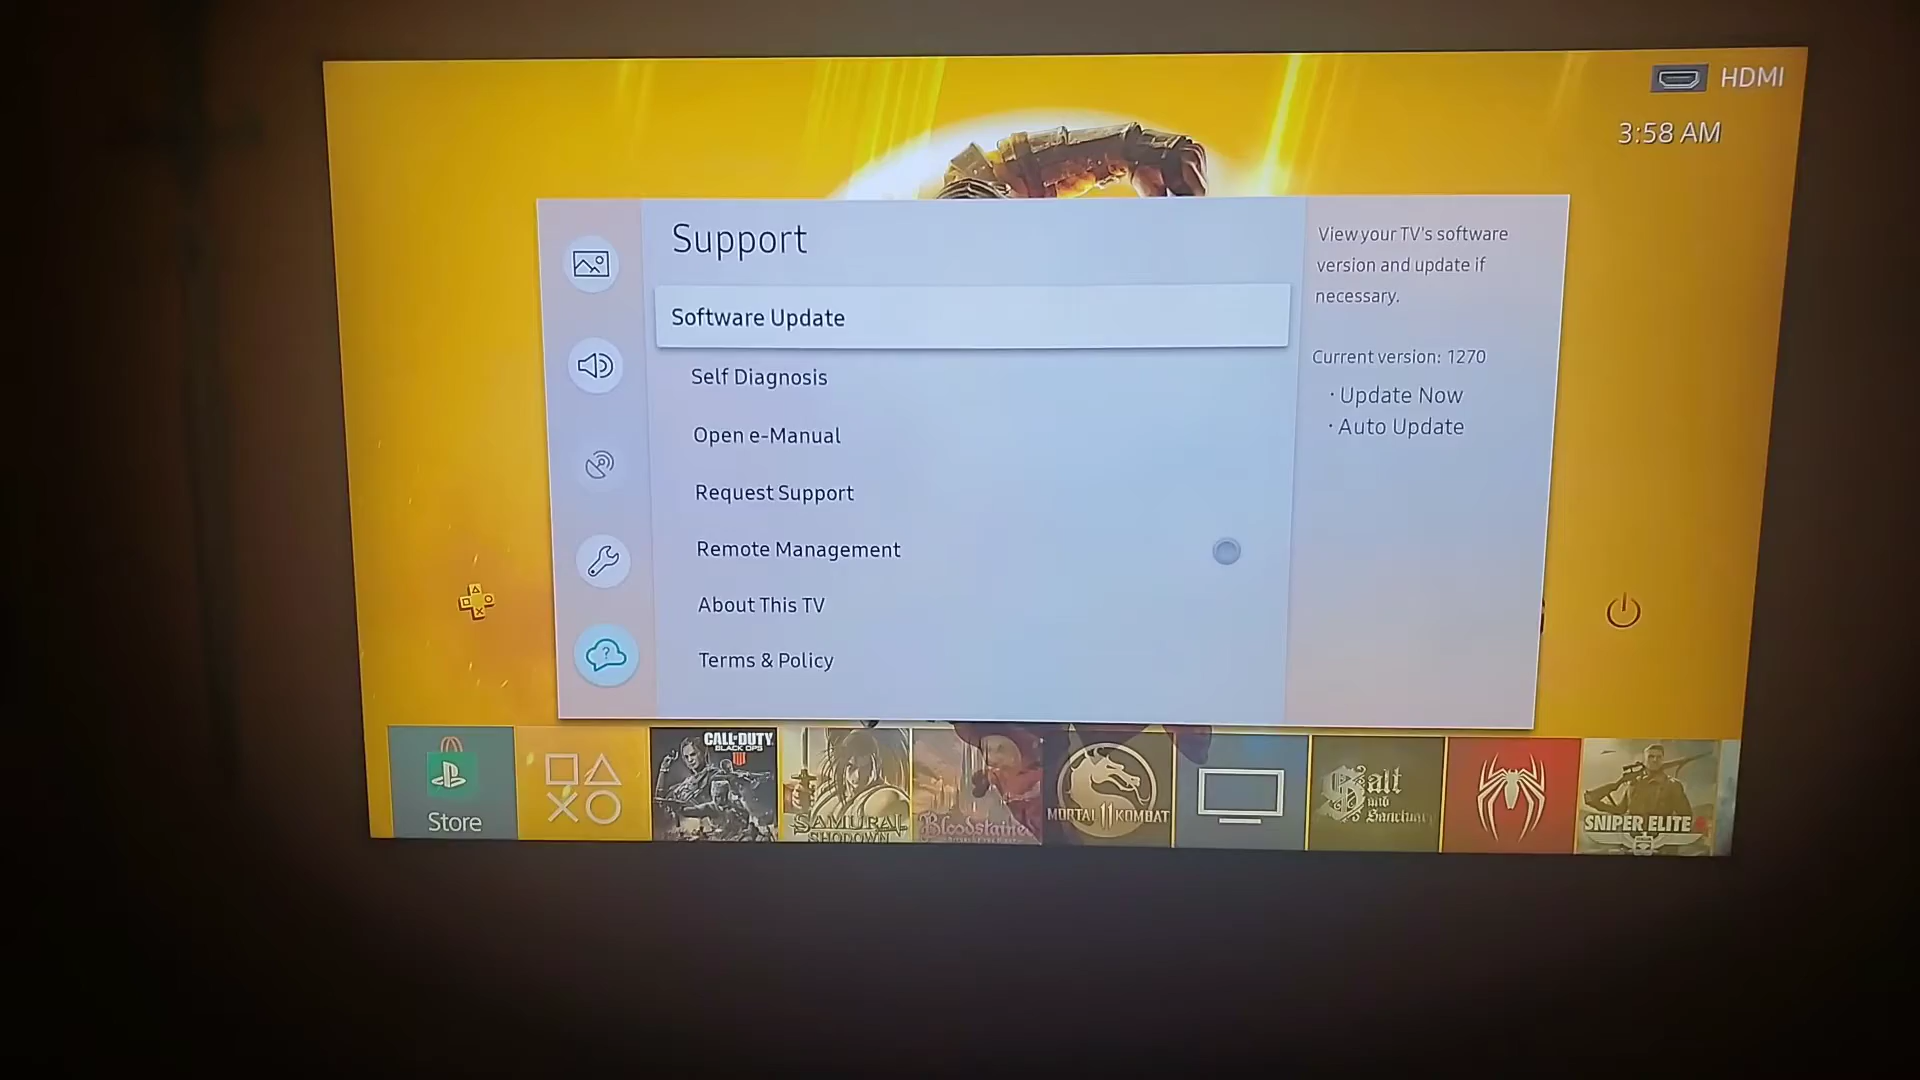 HDMI
3:58 AM
Support
Software Update
Self Diagnosis
Open e-Manual
Request Support
Remote Management
About This TV
Terms & Policy
View your TV's software
version and update if
necessary.
Current version: 1270
· Update Now
· Auto Update
Store
CALL OF DUTY
BLACK OPS
SAMURAI
SHODOWN
Bloodstained
MORTAL KOMBAT 11
Salt
and
Sanctuary
SNIPER ELITE 4